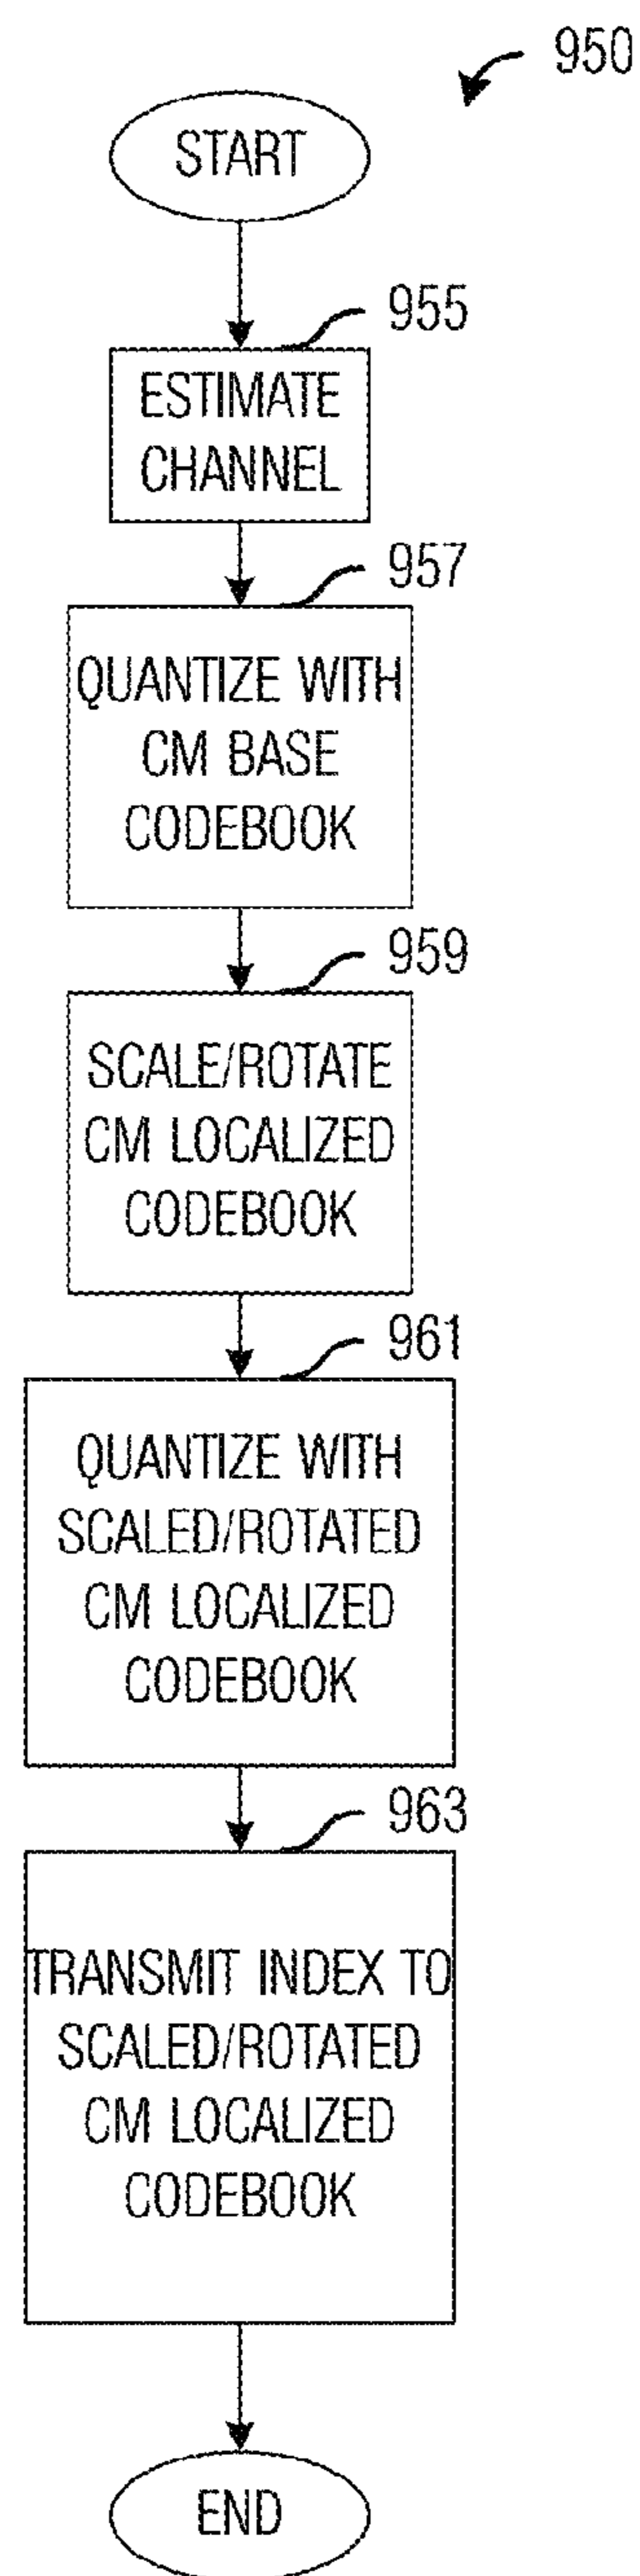 950
START
955
ESTIMATE
CHANNEL
957
QUANTIZE WITH
CM BASE
CODEBOOK
959
SCALE/ROTATE
CM LOCALIZED
CODEBOOK
961
QUANTIZE WITH
SCALED/ROTATED
CM LOCALIZED
CODEBOOK
963
TRANSMIT INDEX TO
SCALED/ROTATED
CM LOCALIZED
CODEBOOK
END